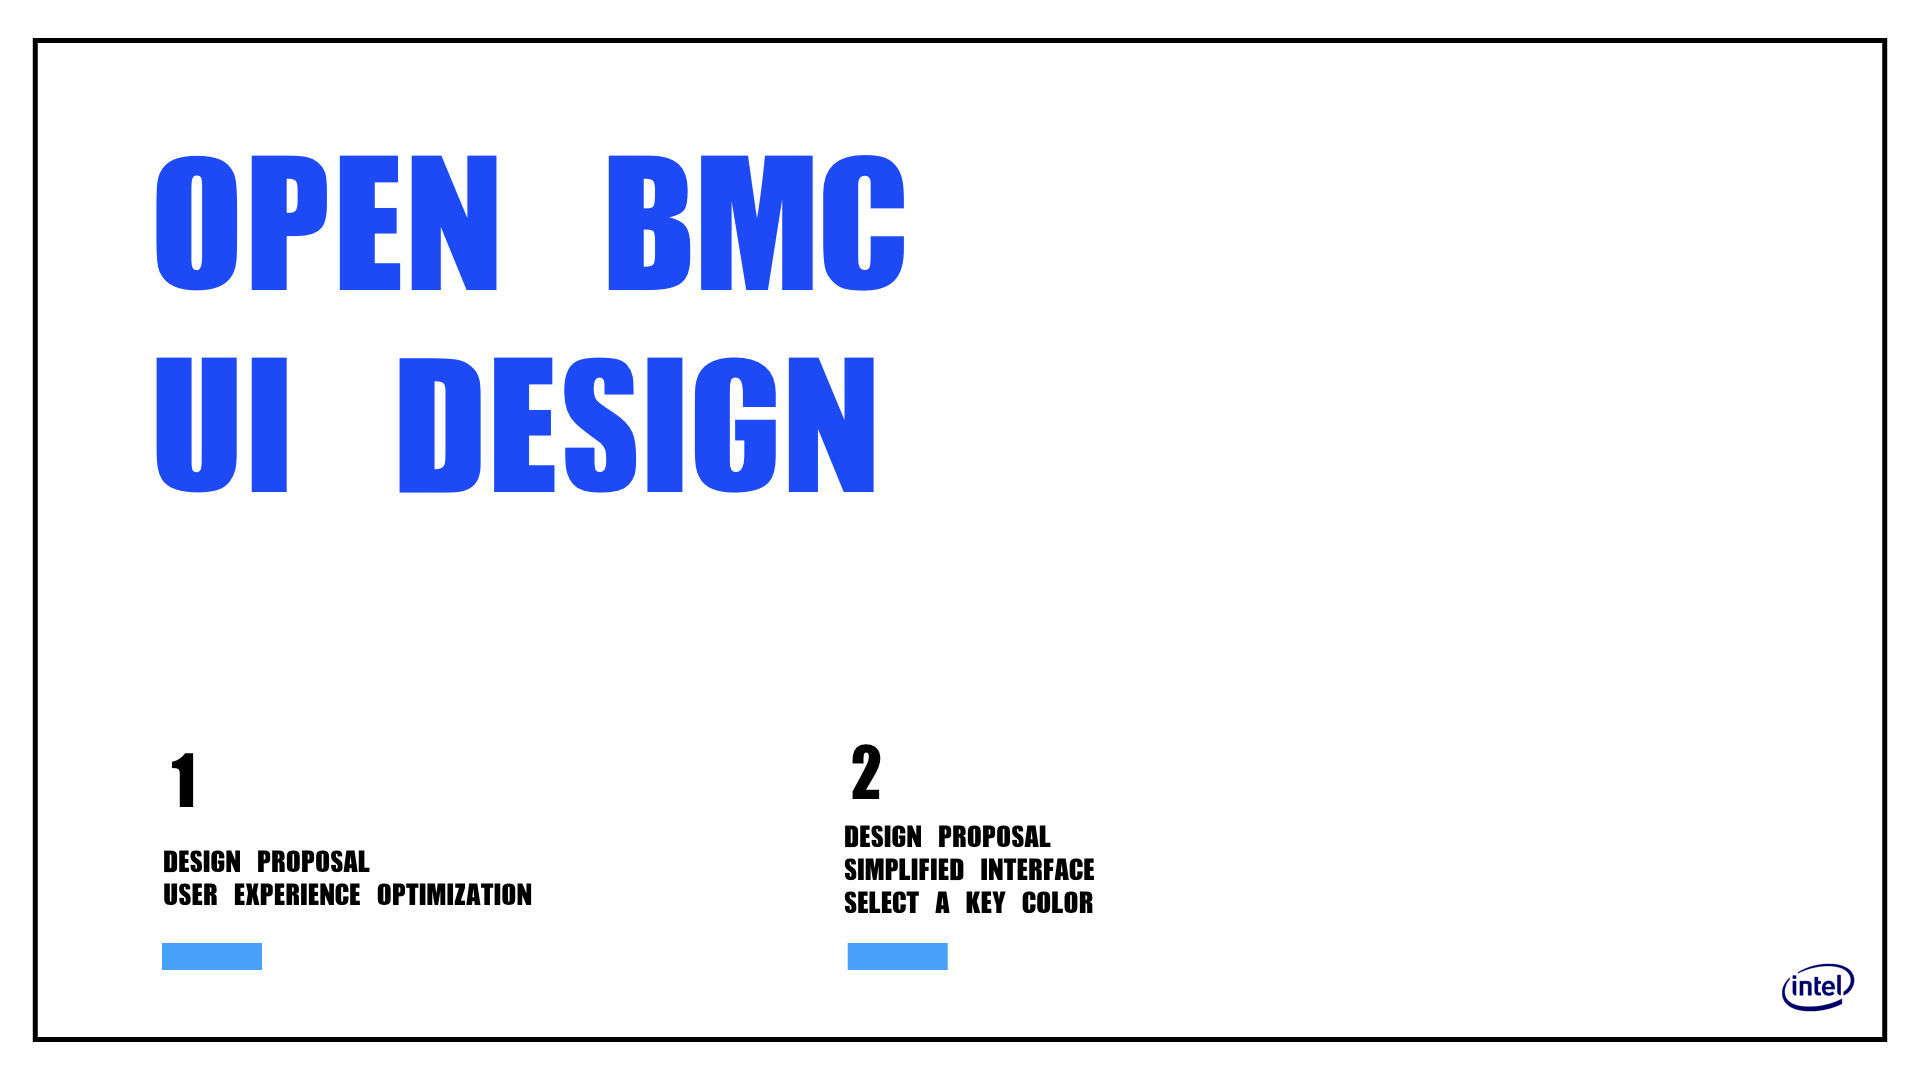 OPEN BMC
UI DESIGN
1
DESIGN PROPOSAL
USER EXPERIENCE OPTIMIZATION
2
DESIGN PROPOSAL
SIMPLIFIED INTERFACE
SELECT A KEY COLOR
intel